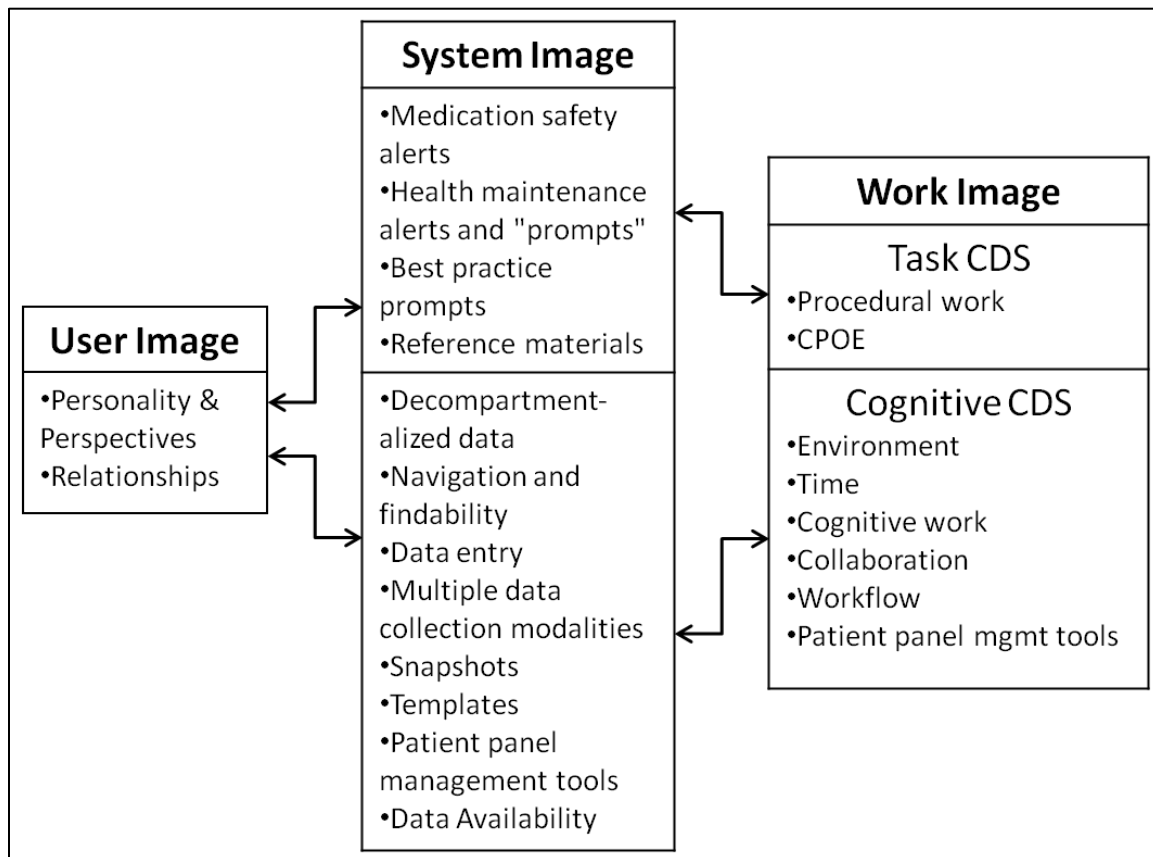 User Image
•Personality &
Perspectives
•Relationships
System Image
•Medication safety
alerts
•Health maintenance
alerts and "prompts"
•Best practice
prompts
•Reference materials
•Decompartment-
alized data
•Navigation and
findability
•Data entry
•Multiple data
collection modalities
•Snapshots
•Templates
•Patient panel
management tools
•Data Availability
Work Image
Task CDS
•Procedural work
•CPOE
Cognitive CDS
•Environment
•Time
•Cognitive work
•Collaboration
•Workflow
•Patient panel mgmt tools